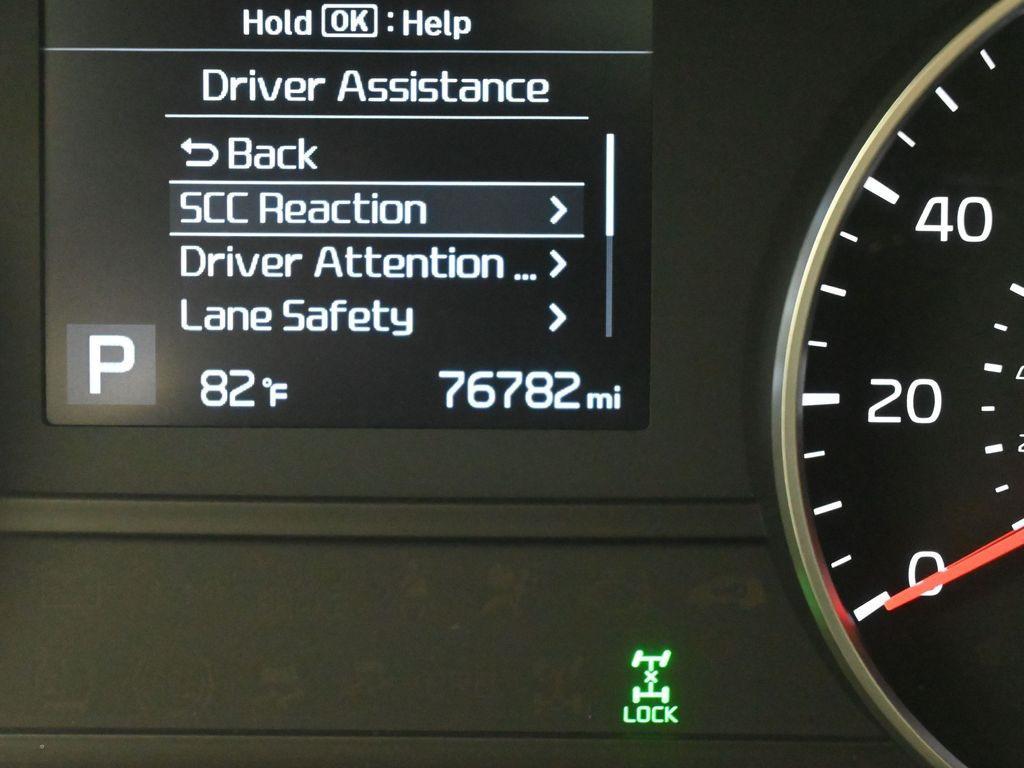 Hold OK : Help
Driver Assistance
Back
SCC Reaction
Driver Attention ...
Lane Safety
P
82°F 76782 mi
40
20
0
LOCK